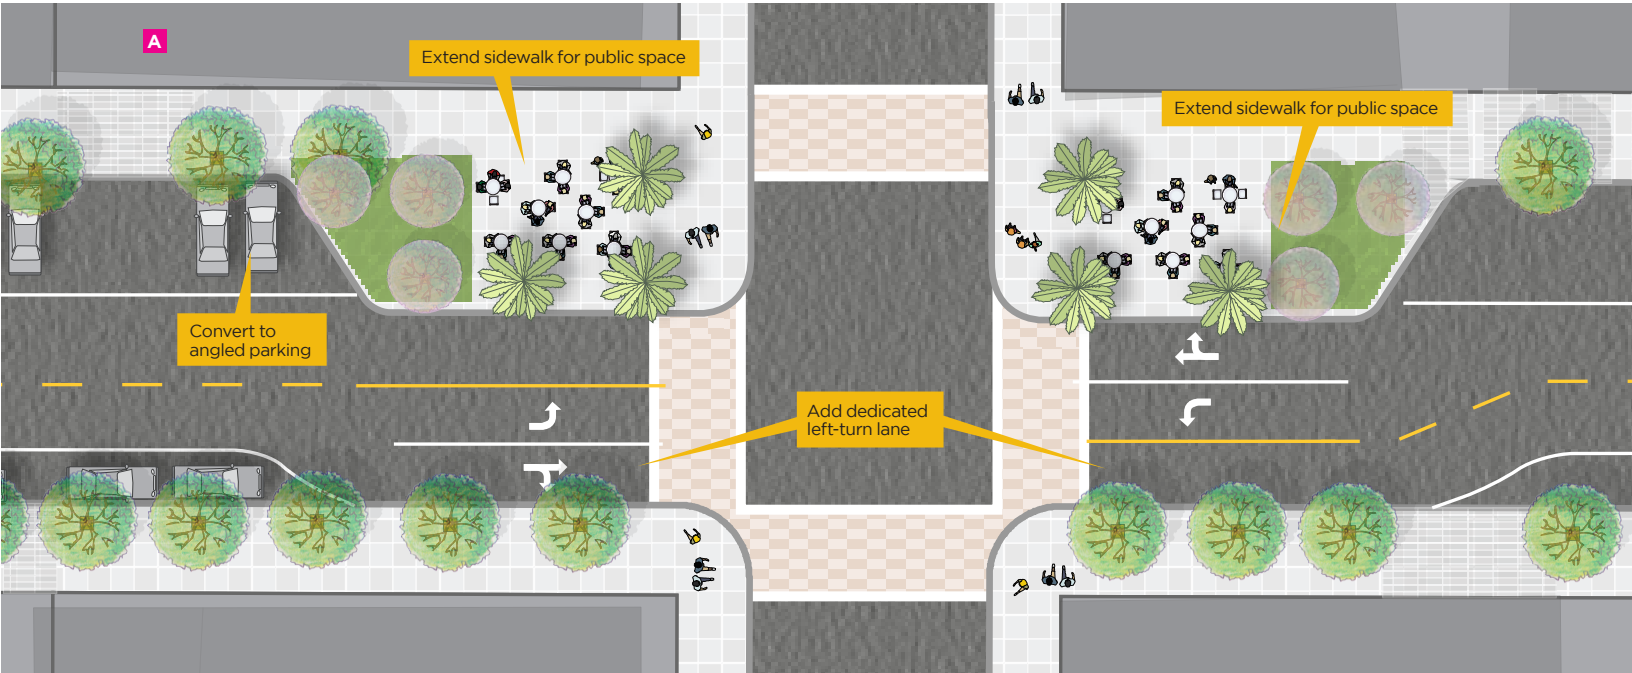 A
Extend sidewalk for public space
Extend sidewalk for public space
Convert to
angled parking
Add dedicated
left-turn lane